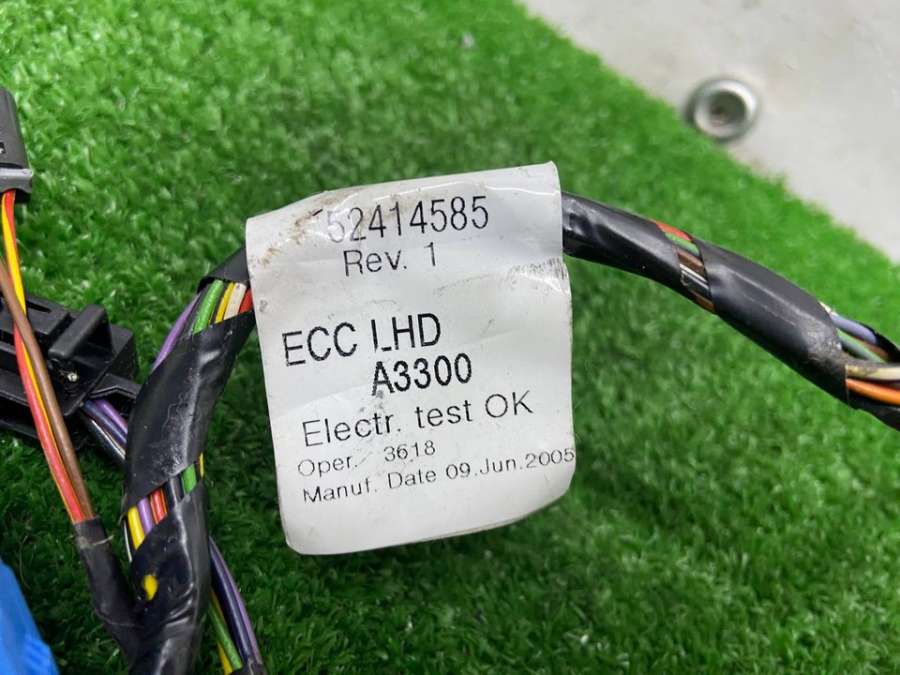 52414585
Rev. 1
ECC LHD
A3300
Electr. test OK
Oper. 3618
Manuf. Date 09.Jun.2005